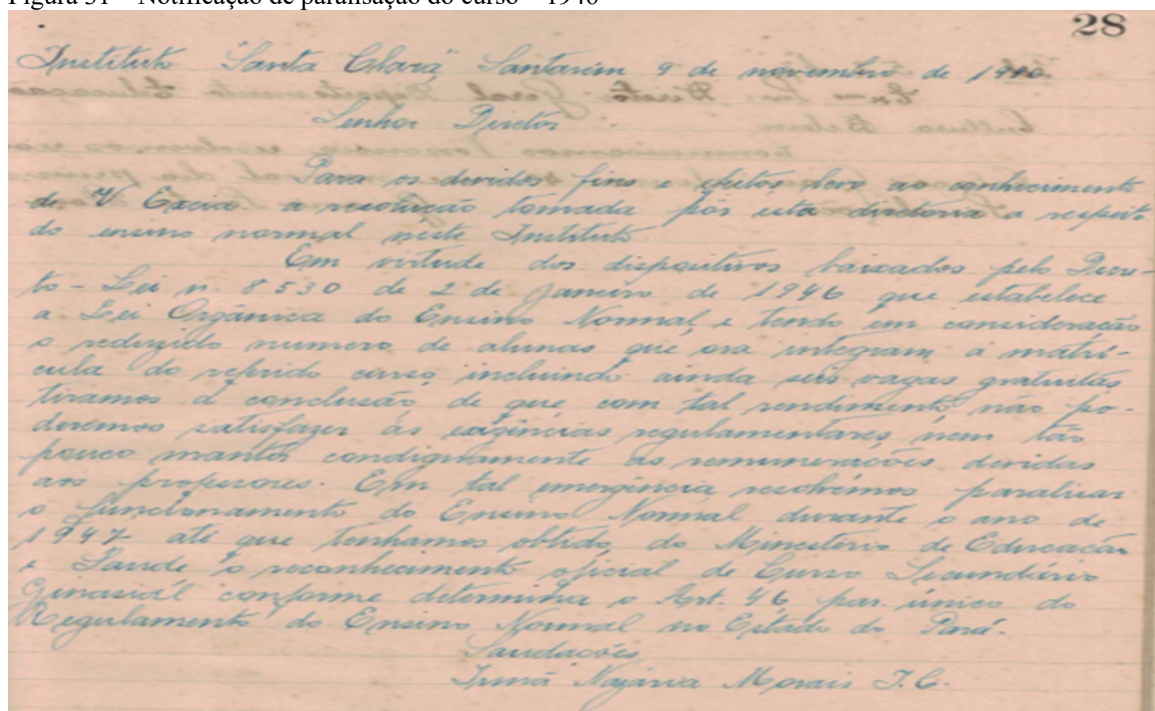 Figura 31 – Notificação de paralisação do curso – 1946
28
Instituto "Santa Clara" Santarém 9 de novembro de 1946.
Senhor Diretor
Para os devidos fins e efeitos levo ao conhecimento
de V. Excia. a resolução tomada por esta diretoria a respeito
do ensino normal neste Instituto
Em virtude dos dispositivos baixados pelo Decre-
to-Lei n. 8530 de 2 de Janeiro de 1946 que estabelece
a Lei Orgânica do Ensino Normal, e tendo em consideração
o reduzido numero de alunas que ora integram a matrí-
cula do referido curso, incluindo ainda seis vagas gratuitas
tiramos á conclusão de que com tal rendimento, não po-
deremos satisfazer ás exigências regulamentares, nem tão
pouco manter condignamente as remunerações devidas
aos professores. Em tal emergência resolvemos paralisar
o funcionamento do Ensino Normal durante o ano de
1947 até que tenhamos obtido do Ministério de Educação
e Saude o reconhecimento oficial de Curso Secundário
Ginasiál conforme determina o Art. 46 par. único do
Regulamento do Ensino Normal no Estado do Pará.
Saudações
Irmã Morais I.C.